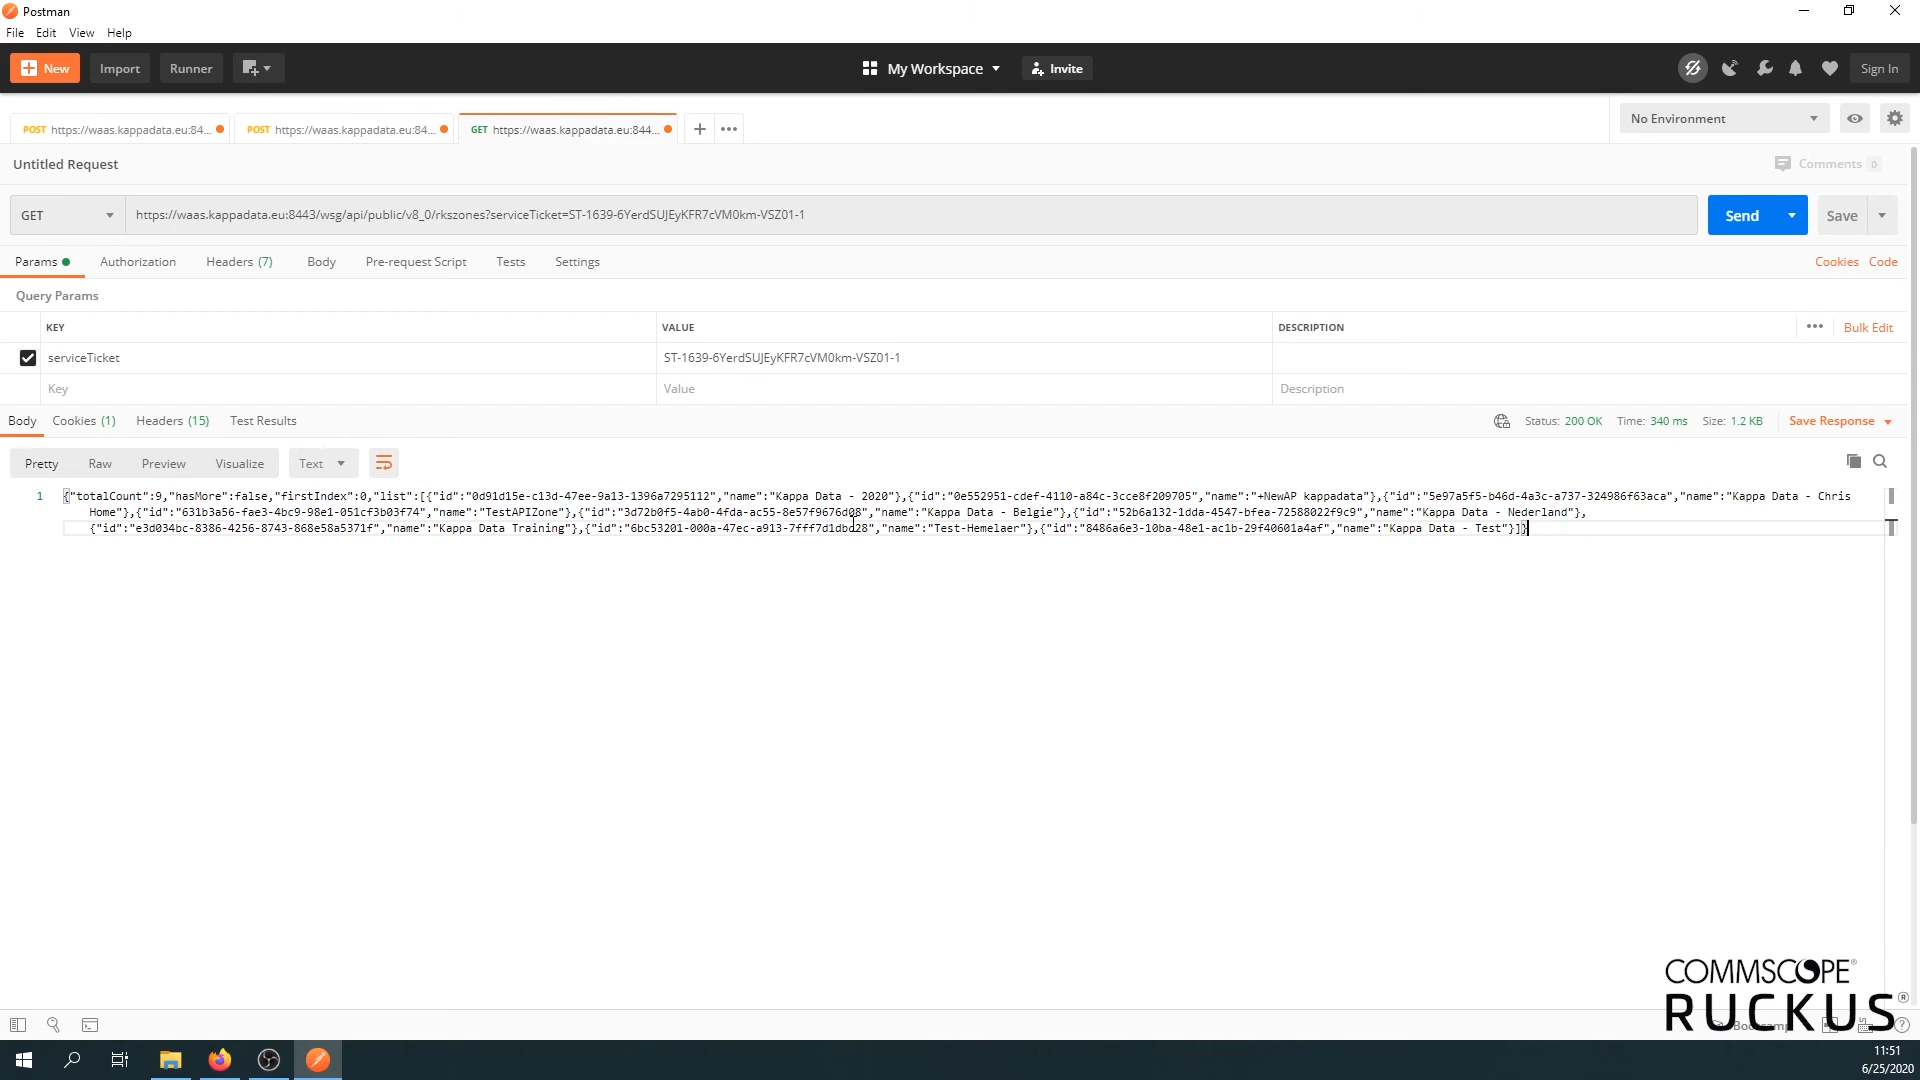 Postman
File Edit View Help
New Import Runner My Workspace Invite Sign In
POST https://waas.kappadata.eu:84... POST https://waas.kappadata.eu:84... GET https://waas.kappadata.eu:844... No Environment
Untitled Request Comments 0
GET https://waas.kappadata.eu:8443/wsg/api/public/v8_0/rkszones?serviceTicket=ST-1639-6YerdSUJEyKFR7cVM0km-VSZ01-1 Send Save
Params Authorization Headers (7) Body Pre-request Script Tests Settings Cookies Code
Query Params
KEY VALUE DESCRIPTION Bulk Edit
serviceTicket ST-1639-6YerdSUJEyKFR7cVM0km-VSZ01-1
Key Value Description
Body Cookies (1) Headers (15) Test Results Status: 200 OK Time: 340 ms Size: 1.2 KB Save Response
Pretty Raw Preview Visualize Text
1 {"totalCount":9,"hasMore":false,"firstIndex":0,"list":[{"id":"0d91d15e-c13d-47ee-9a13-1396a7295112","name":"Kappa Data - 2020"},{"id":"0e552951-cdef-4110-a84c-3cce8f209705","name":"+NewAP kappadata"},{"id":"5e97a5f5-b46d-4a3c-a737-324986f63aca","name":"Kappa Data - Chris
Home"},{"id":"631b3a56-fae3-4bc9-98e1-051cf3b03f74","name":"TestAPIZone"},{"id":"3d72b0f5-4ab0-4fda-ac55-8e57f9676d08","name":"Kappa Data - Belgie"},{"id":"52b6a132-1dda-4547-bfea-72588022f9c9","name":"Kappa Data - Nederland"},
{"id":"e3d034bc-8386-4256-8743-868e58a5371f","name":"Kappa Data Training"},{"id":"6bc53201-000a-47ec-a913-7fff7d1dbd28","name":"Test-Hemelaer"},{"id":"8486a6e3-10ba-48e1-ac1b-29f40601a4af","name":"Kappa Data - Test"}]}
COMMSCOPE®
RUCKUS®
Bootcamp
11:51
6/25/2020